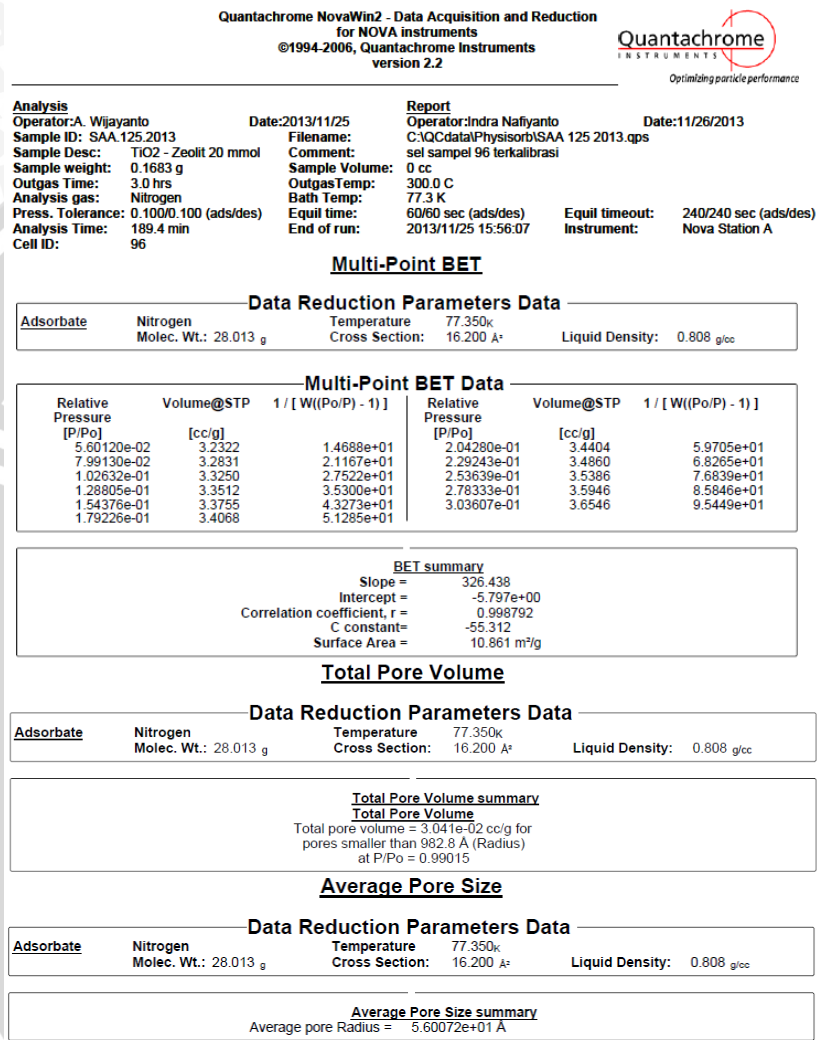 Quantachrome NovaWin2 - Data Acquisition and Reduction
for NOVA instruments
©1994-2006, Quantachrome Instruments
version 2.2
Quantachrome
INSTRUMENTS
Optimizing particle performance
Analysis Report
Operator:A. Wijayanto Date:2013/11/25 Operator:Indra Nafiyanto Date:11/26/2013
Sample ID: SAA.125.2013 Filename: C:\QCdata\Physisorb\SAA 125 2013.qps
Sample Desc: TiO2 - Zeolit 20 mmol Comment: sel sampel 96 terkalibrasi
Sample weight: 0.1683 g Sample Volume: 0 cc
Outgas Time: 3.0 hrs OutgasTemp: 300.0 C
Analysis gas: Nitrogen Bath Temp: 77.3 K
Press. Tolerance: 0.100/0.100 (ads/des) Equil time: 60/60 sec (ads/des) Equil timeout: 240/240 sec (ads/des)
Analysis Time: 189.4 min End of run: 2013/11/25 15:56:07 Instrument: Nova Station A
Cell ID: 96
Multi-Point BET
Data Reduction Parameters Data
Adsorbate Nitrogen Temperature 77.350K
Molec. Wt.: 28.013 g Cross Section: 16.200 Å² Liquid Density: 0.808 g/cc
Multi-Point BET Data
Relative Volume@STP 1 / [ W((Po/P) - 1) ] Relative Volume@STP 1 / [ W((Po/P) - 1) ]
Pressure Pressure
[P/Po] [cc/g] [P/Po] [cc/g]
5.60120e-02 3.2322 1.4688e+01 2.04280e-01 3.4404 5.9705e+01
7.99130e-02 3.2831 2.1167e+01 2.29243e-01 3.4860 6.8265e+01
1.02632e-01 3.3250 2.7522e+01 2.53639e-01 3.5386 7.6839e+01
1.28805e-01 3.3512 3.5300e+01 2.78333e-01 3.5946 8.5846e+01
1.54376e-01 3.3755 4.3273e+01 3.03607e-01 3.6546 9.5449e+01
1.79226e-01 3.4068 5.1285e+01
BET summary
Slope = 326.438
Intercept = -5.797e+00
Correlation coefficient, r = 0.998792
C constant= -55.312
Surface Area = 10.861 m²/g
Total Pore Volume
Data Reduction Parameters Data
Adsorbate Nitrogen Temperature 77.350K
Molec. Wt.: 28.013 g Cross Section: 16.200 Å² Liquid Density: 0.808 g/cc
Total Pore Volume summary
Total Pore Volume
Total pore volume = 3.041e-02 cc/g for
pores smaller than 982.8 Å (Radius)
at P/Po = 0.99015
Average Pore Size
Data Reduction Parameters Data
Adsorbate Nitrogen Temperature 77.350K
Molec. Wt.: 28.013 g Cross Section: 16.200 Å² Liquid Density: 0.808 g/cc
Average Pore Size summary
Average pore Radius = 5.60072e+01 Å